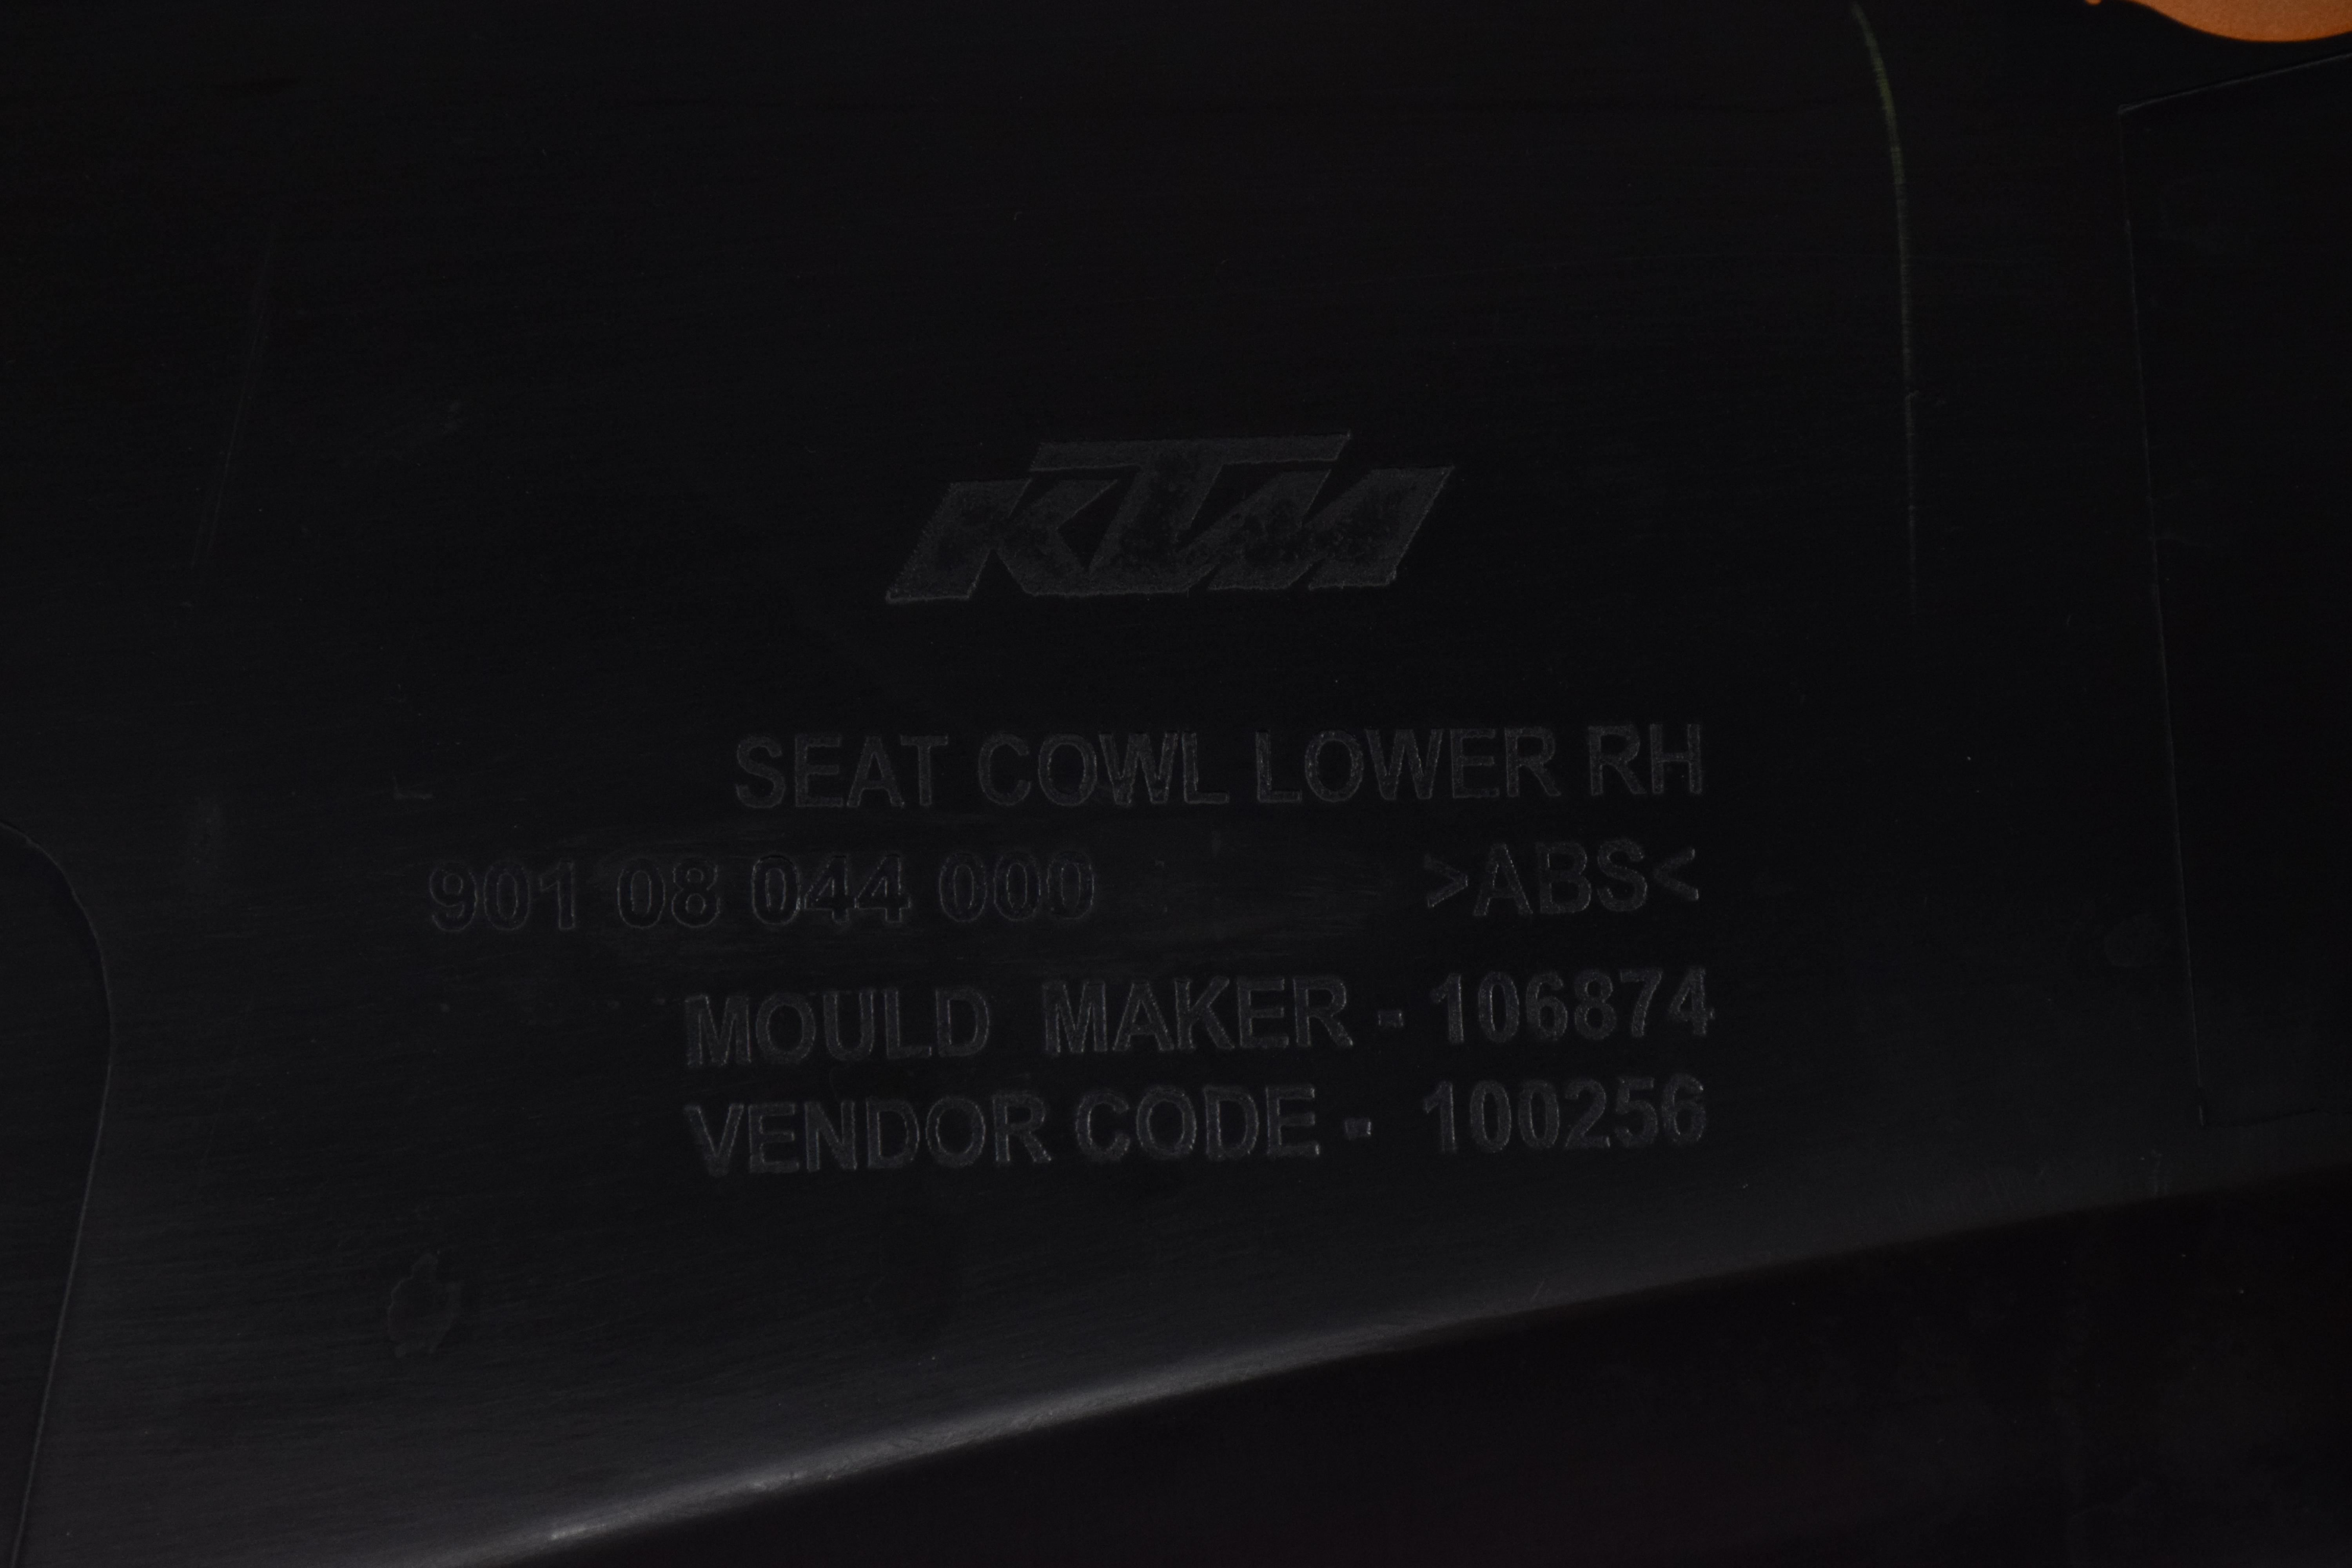 KTM
SEAT COWL LOWER RH
901 08 044 000 >ABS<
MOULD MAKER - 106874
VENDOR CODE - 100256